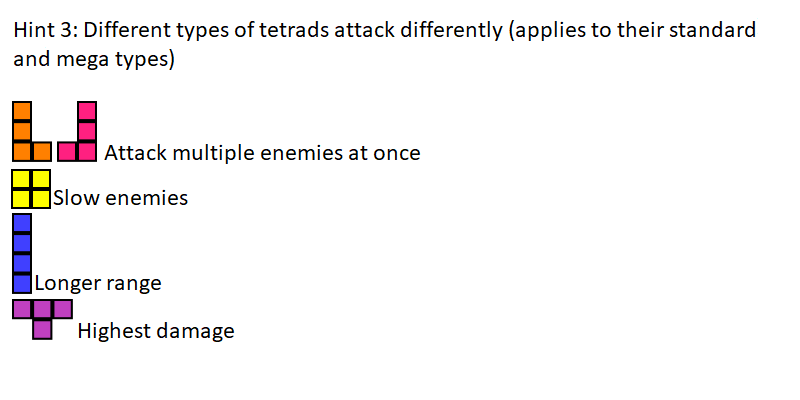 Hint 3: Different types of tetrads attack differently (applies to their standard
and mega types)
Attack multiple enemies at once
Slow enemies
Longer range
Highest damage